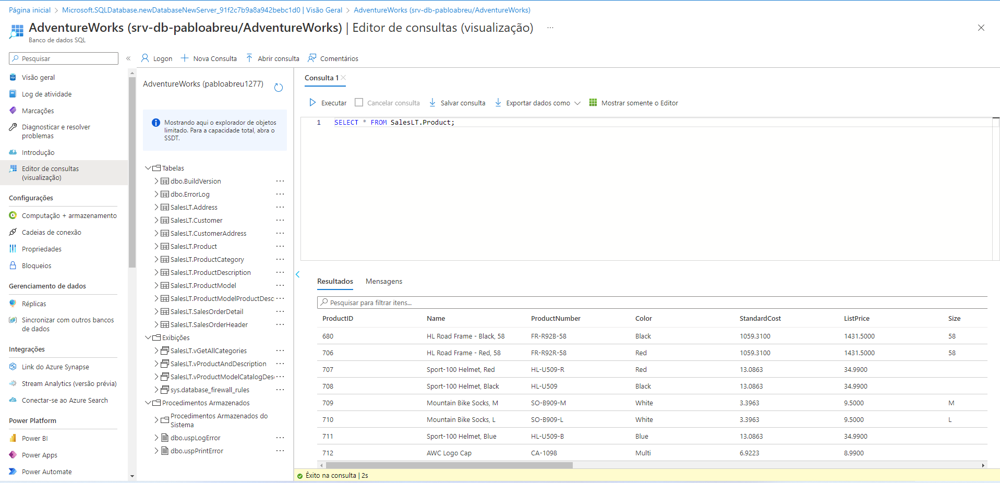 Página inicial > Microsoft.SQLDatabase.newDatabaseNewServer_91f2c7b9a8a942bebc1d0 | Visão Geral > AdventureWorks (srv-db-pabloabreu/AdventureWorks)
AdventureWorks (srv-db-pabloabreu/AdventureWorks) | Editor de consultas (visualização) ...
Banco de dados SQL
Pesquisar
«
Visão geral
Log de atividade
Marcações
Diagnosticar e resolver
problemas
Introdução
Editor de consultas
(visualização)
Configurações
Computação + armazenamento
Cadeias de conexão
Propriedades
Bloqueios
Gerenciamento de dados
Réplicas
Sincronizar com outros bancos
de dados
Integrações
Link do Azure Synapse
Stream Analytics (versão prévia)
Conectar-se ao Azure Search
Power Platform
Power BI
Power Apps
Power Automate
Logon
Nova Consulta
Abrir consulta
Comentários
AdventureWorks (pabloabreu1277)
Mostrando aqui o explorador de objetos
limitado. Para a capacidade total, abra o
SSDT.
Tabelas
dbo.BuildVersion ...
dbo.ErrorLog ...
SalesLT.Address ...
SalesLT.Customer ...
SalesLT.CustomerAddress ...
SalesLT.Product ...
SalesLT.ProductCategory ...
SalesLT.ProductDescription ...
SalesLT.ProductModel ...
SalesLT.ProductModelProductDesc ...
SalesLT.SalesOrderDetail ...
SalesLT.SalesOrderHeader ...
Exibições
SalesLT.vGetAllCategories ...
SalesLT.vProductAndDescription ...
SalesLT.vProductModelCatalogDes ...
sys.database_firewall_rules ...
Procedimentos Armazenados
Procedimentos Armazenados do
Sistema
dbo.uspLogError ...
dbo.uspPrintError ...
Consulta 1
Executar Cancelar consulta Salvar consulta Exportar dados como Mostrar somente o Editor
1 SELECT * FROM SalesLT.Product;
Resultados Mensagens
Pesquisar para filtrar itens...
ProductID Name ProductNumber Color StandardCost ListPrice Size
680 HL Road Frame - Black, 58 FR-R92B-58 Black 1059.3100 1431.5000 58
706 HL Road Frame - Red, 58 FR-R92R-58 Red 1059.3100 1431.5000 58
707 Sport-100 Helmet, Red HL-U509-R Red 13.0863 34.9900
708 Sport-100 Helmet, Black HL-U509 Black 13.0863 34.9900
709 Mountain Bike Socks, M SO-B909-M White 3.3963 9.5000 M
710 Mountain Bike Socks, L SO-B909-L White 3.3963 9.5000 L
711 Sport-100 Helmet, Blue HL-U509-B Blue 13.0863 34.9900
712 AWC Logo Cap CA-1098 Multi 6.9223 8.9900
Êxito na consulta | 2s